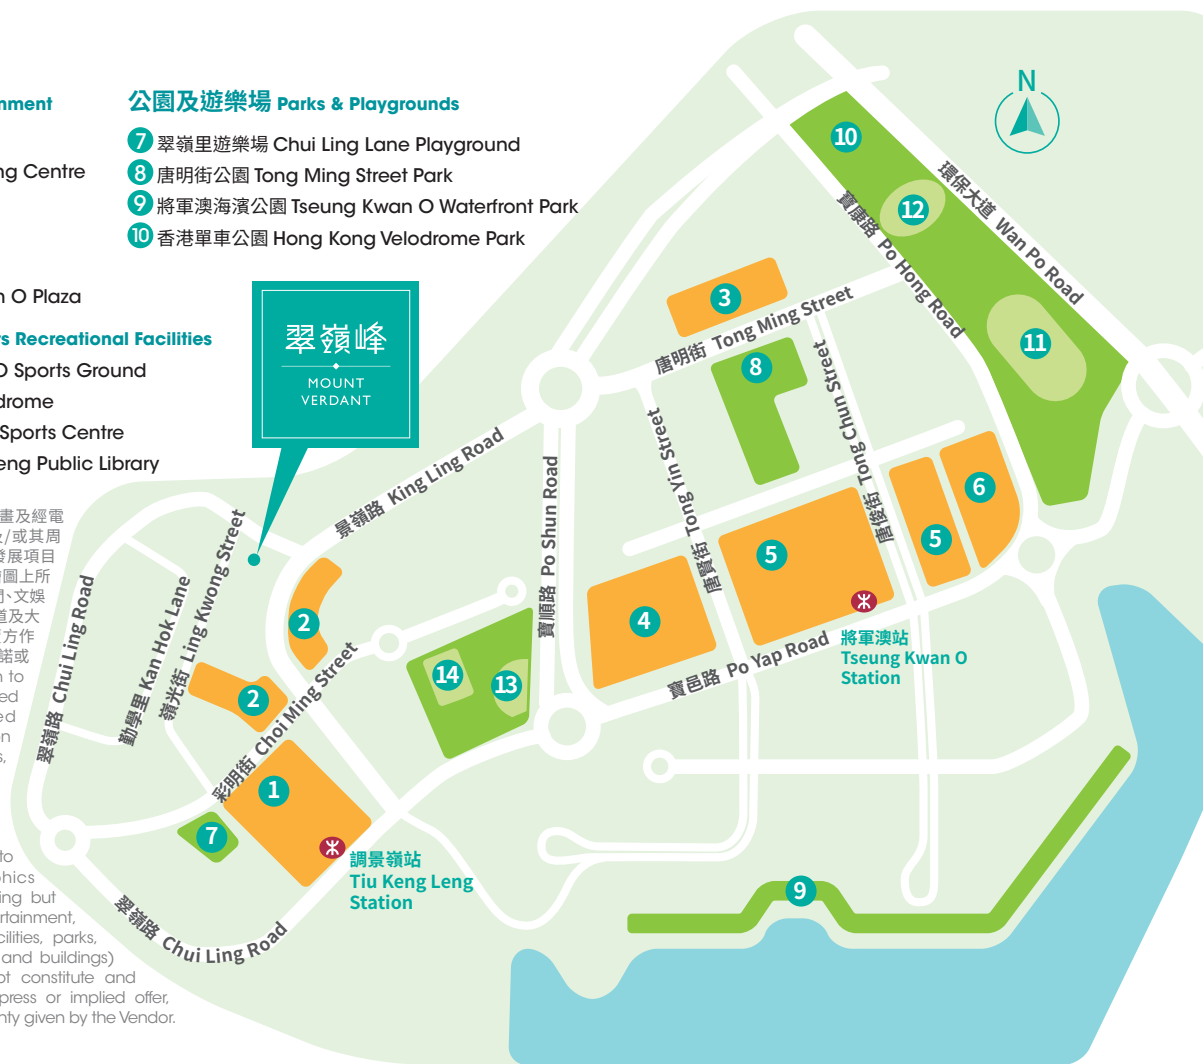 nment
ng Centre
n O Plaza
rs Recreational Facilities
O Sports Ground
drome
Sports Centre
eng Public Library
公園及遊樂場 Parks & Playgrounds
7 翠嶺里遊樂場 Chui Ling Lane Playground
8 唐明街公園 Tong Ming Street Park
9 將軍澳海濱公園 Tseung Kwan O Waterfront Park
10 香港單車公園 Hong Kong Velodrome Park
翠嶺峰
MOUNT
VERDANT
N
10
12
11
3
8
6
5
5
4
2
2
14
13
1
7
9
環保大道 Wan Po Road
寶康路 Po Hong Road
唐明街 Tong Ming Street
唐俊街 Tong Chun Street
唐賢街 Tong Yin Street
景嶺路 King Ling Road
寶順路 Po Shun Road
寶邑路 Po Yap Road
將軍澳站
Tseung Kwan O
Station
嶺光街 Ling Kwong Street
勤學里 Kan Hok Lane
翠嶺路 Chui Ling Road
彩明街 Choi Ming Street
調景嶺站
Tiu Keng Leng
Station
翠嶺路 Chui Ling Road
畫及經電
及/或其周
發展項目
繪圖上所
門、文娛
道及大
賣方作
諾或
n to
ed
ed
on
s,
to
phics
ing but
rtainment,
cilities, parks,
and buildings)
ot constitute and
press or implied offer,
nty given by the Vendor.